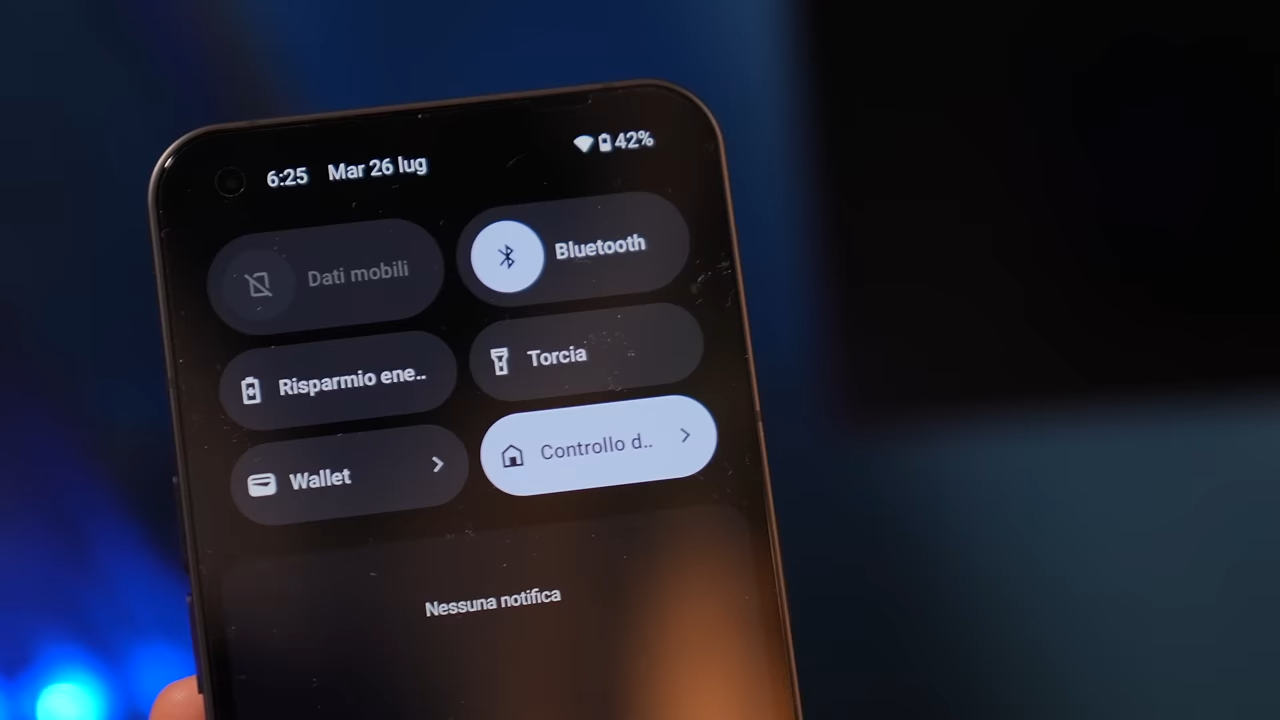 6:25 Mar 26 lug 42%
Dati mobili
Bluetooth
Risparmio ene..
Torcia
Wallet
Controllo d..
Nessuna notifica